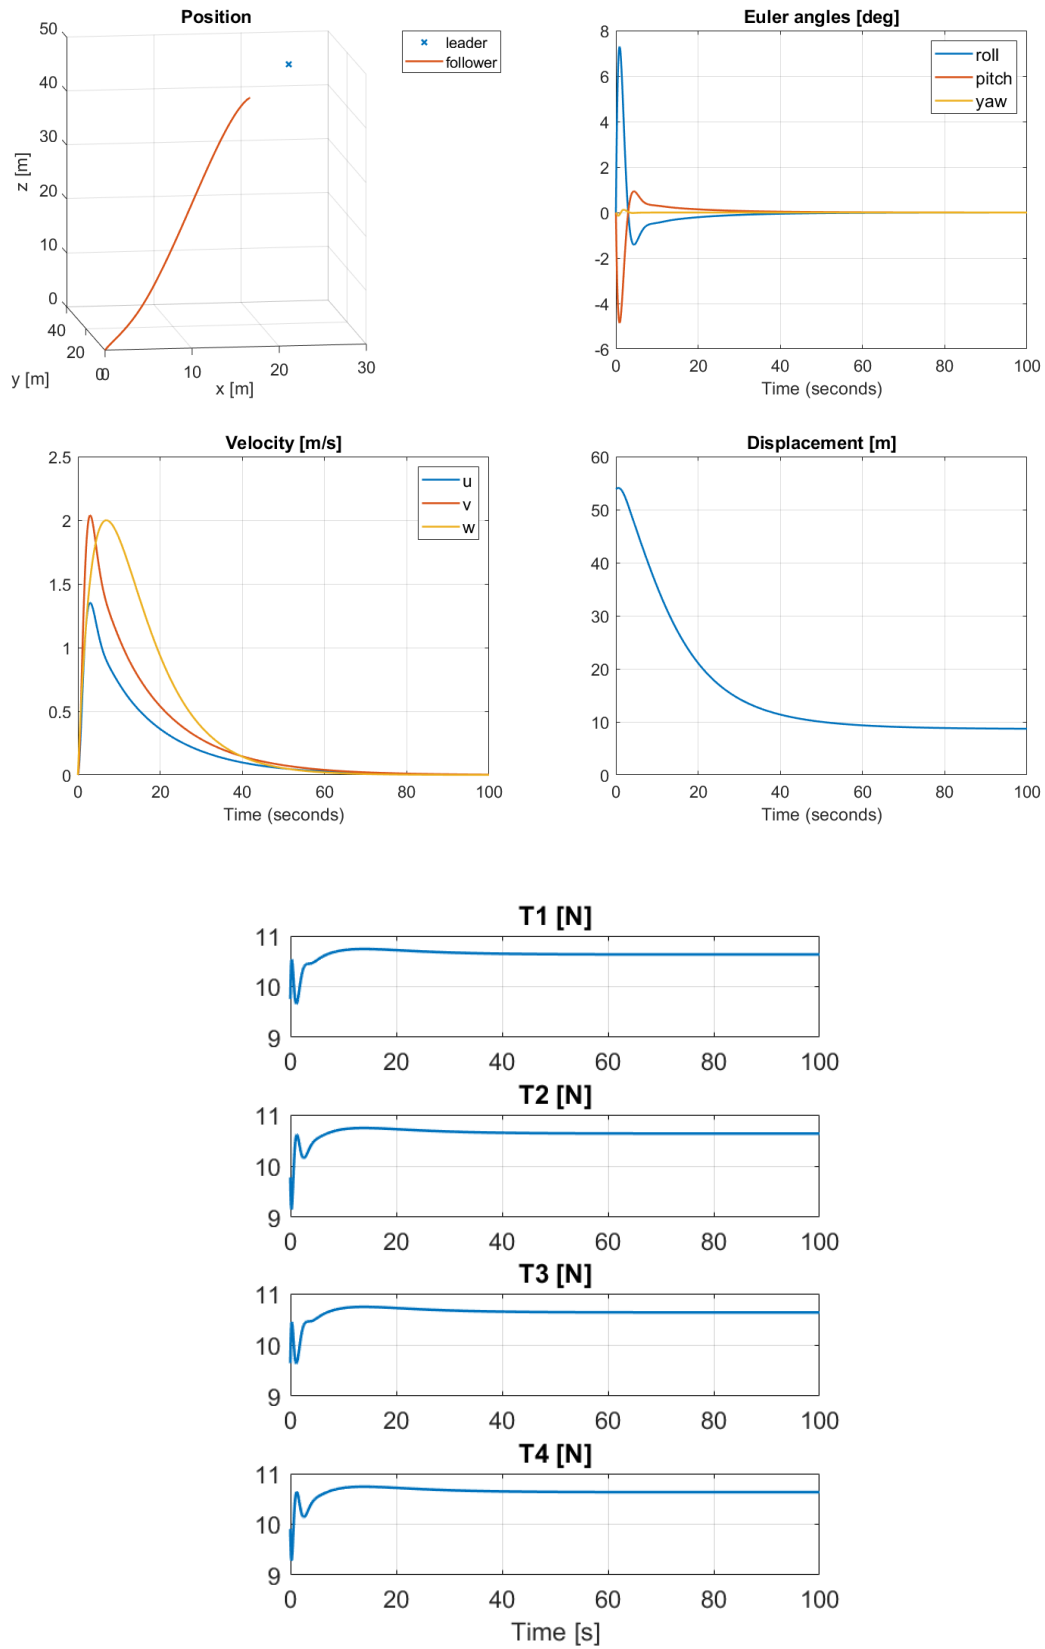 Position
50
40
30
20
10
0
z [m]
40
20
0
y [m]
0
10
20
30
x [m]
leader
follower
Euler angles [deg]
8
6
4
2
0
-2
-4
-6
roll
pitch
yaw
0 20 40 60 80 100
Time (seconds)
Velocity [m/s]
2.5
2
1.5
1
0.5
0
u
v
w
0 20 40 60 80 100
Time (seconds)
Displacement [m]
60
50
40
30
20
10
0
0 20 40 60 80 100
Time (seconds)
T1 [N]
11
10
9
0 20 40 60 80 100
T2 [N]
11
10
9
0 20 40 60 80 100
T3 [N]
11
10
9
0 20 40 60 80 100
T4 [N]
11
10
9
0 20 40 60 80 100
Time [s]